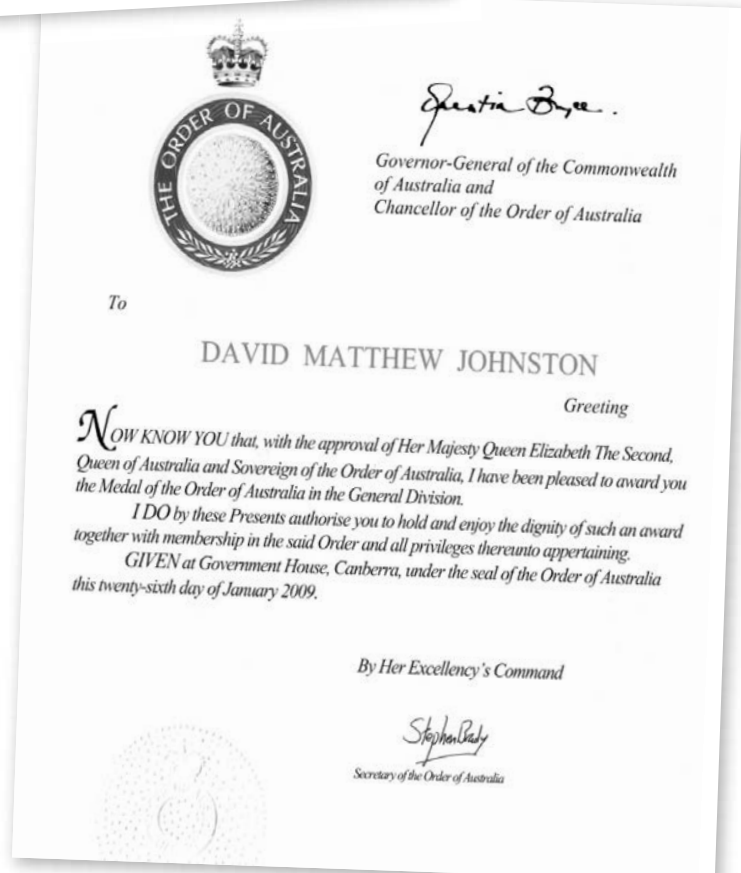 THE ORDER OF AUSTRALIA
Quentin Bryce.
Governor-General of the Commonwealth
of Australia and
Chancellor of the Order of Australia
To
DAVID MATTHEW JOHNSTON
Greeting
NOW KNOW YOU that, with the approval of Her Majesty Queen Elizabeth The Second,
Queen of Australia and Sovereign of the Order of Australia, I have been pleased to award you
the Medal of the Order of Australia in the General Division.
I DO by these Presents authorise you to hold and enjoy the dignity of such an award
together with membership in the said Order and all privileges thereunto appertaining.
GIVEN at Government House, Canberra, under the seal of the Order of Australia
this twenty-sixth day of January 2009.
By Her Excellency's Command
Stephen Brady
Secretary of the Order of Australia